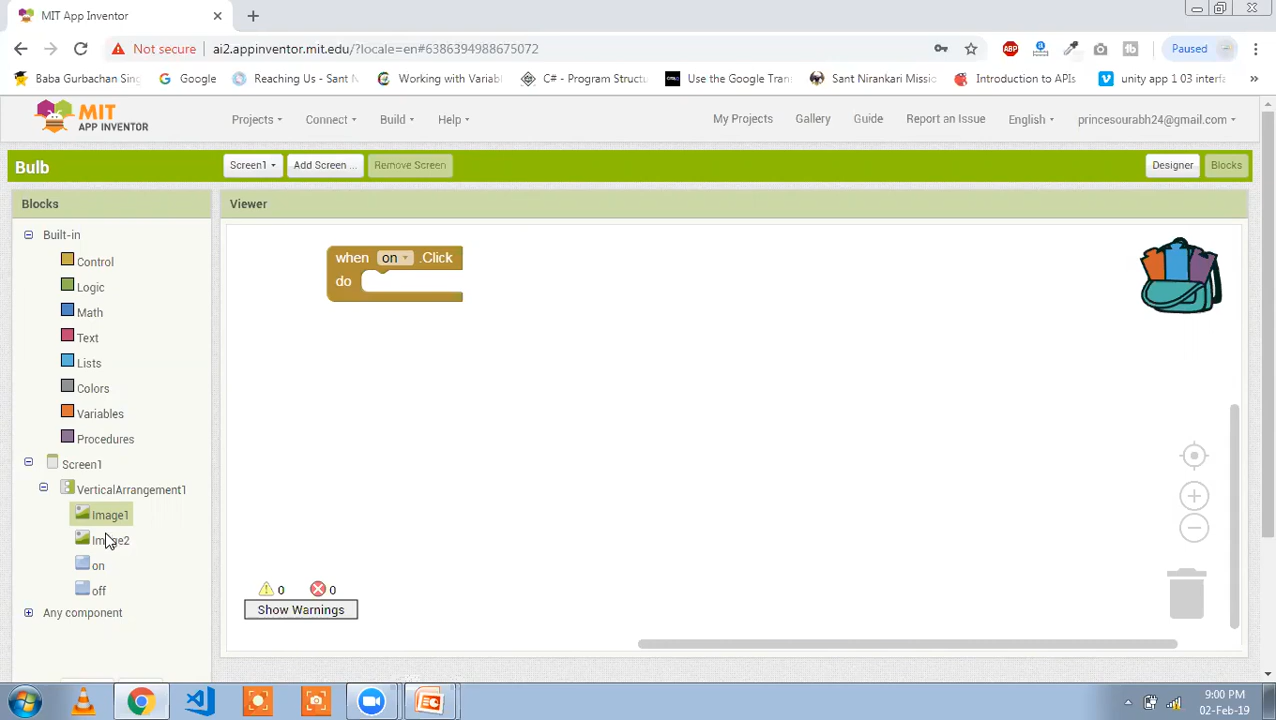 MIT App Inventor
Not secure
ai2.appinventor.mit.edu/?locale=en#6386394988675072
ABP
Paused
Baba Gurbachan Sin
Google
Reaching Us - Sant N
Working with Variabl
C# - Program Structu
Use the Google Tran
Sant Nirankari Missio
Introduction to APIs
unity app 1 03 interfa
MIT
APP INVENTOR
Projects
Connect
Build
Help
My Projects
Gallery
Guide
Report an Issue
English
princesourabh24@gmail.com
Bulb
Screen1
Add Screen ...
Remove Screen
Designer
Blocks
Blocks
Viewer
Built-in
Control
Logic
Math
Text
Lists
Colors
Variables
Procedures
Screen1
VerticalArrangement1
Image1
Image2
on
off
Any component
when on .Click
do
0
0
Show Warnings
9:00 PM
02-Feb-19